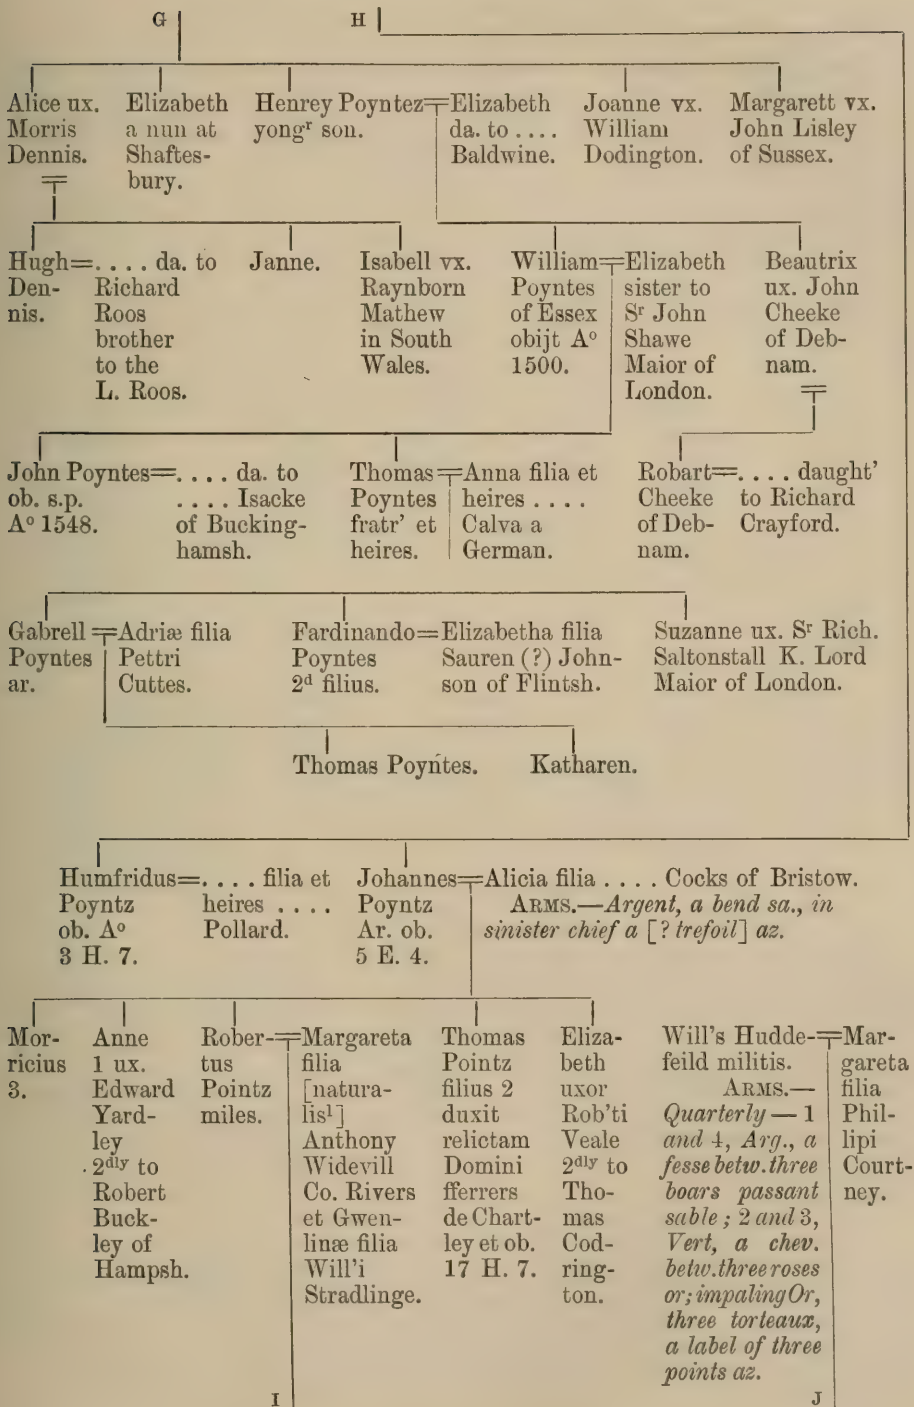 G H
Alice ux. Elizabeth Henrey Poyntez Elizabeth Joanne vx. Margarett vx.
Morris a nun at yongr son. da. to .... William John Lisley
Dennis. Shaftes- Baldwine. Dodington. of Sussex.
bury.
Hugh=.... da. to Janne. Isabell vx. William Elizabeth Beautrix
Den- Richard Raynborn Poyntes sister to ux. John
nis. Roos Mathew of Essex Sr John Cheeke
brother in South obijt Ao Shawe of Deb-
to the Wales. 1500. Maior of nam.
L. Roos. London.
John Poyntes=.... da. to Thomas Anna filia et Robart=.... daught'
ob. s.p. .... Isacke Poyntes heires .... Cheeke to Richard
Ao 1548. of Bucking- fratr' et Calva a of Deb- Crayford.
hamsh. heires. German. nam.
Gabrell Adriæ filia Fardinando=Elizabetha filia Suzanne ux. Sr Rich.
Poyntes Pettri Poyntes Sauren (?) John- Saltonstall K. Lord
ar. Cuttes. 2d filius. son of Flintsh. Maior of London.
Thomas Poyntes. Katharen.
Humfridus=.... filia et Johannes Alicia filia .... Cocks of Bristow.
Poyntz heires .... Poyntz ARMS.—Argent, a bend sa., in
ob. Ao Pollard. Ar. ob. sinister chief a [? trefoil] az.
3 H. 7. 5 E. 4.
Mor- Anne Rober- Margareta Thomas Eliza- Will's Hudde- Mar-
ricius 1 ux. tus filia Pointz beth feild militis. gareta
3. Edward Pointz [natura- filius 2 uxor ARMS.— filia
Yard- miles. lis1] duxit Rob'ti Quarterly—1 Phil-
ley Anthony relictam Veale and 4, Arg., a lipi
2dly to Widevill Domini 2dly to fesse betw. three Court-
Robert Co. Rivers fferrers Tho- boars passant ney.
Buck- et Gwen- de Chart- mas sable; 2 and 3,
ley of linæ filia ley et ob. Cod- Vert, a chev.
Hampsh. Will'i 17 H. 7. ring- betw. three roses
Stradlinge. ton. or; impaling Or,
three torteaux,
a label of three
points az.
I J